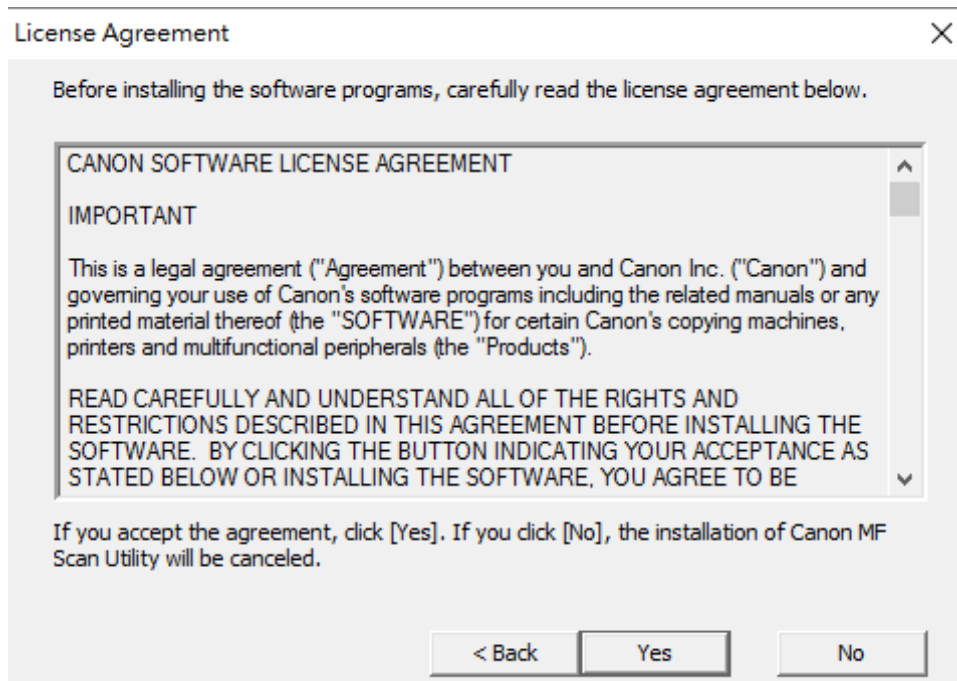 License Agreement
Before installing the software programs, carefully read the license agreement below.
CANON SOFTWARE LICENSE AGREEMENT
IMPORTANT
This is a legal agreement ("Agreement") between you and Canon Inc. ("Canon") and
governing your use of Canon's software programs including the related manuals or any
printed material thereof (the "SOFTWARE") for certain Canon's copying machines,
printers and multifunctional peripherals (the "Products").
READ CAREFULLY AND UNDERSTAND ALL OF THE RIGHTS AND
RESTRICTIONS DESCRIBED IN THIS AGREEMENT BEFORE INSTALLING THE
SOFTWARE.  BY CLICKING THE BUTTON INDICATING YOUR ACCEPTANCE AS
STATED BELOW OR INSTALLING THE SOFTWARE, YOU AGREE TO BE
If you accept the agreement, click [Yes]. If you click [No], the installation of Canon MF
Scan Utility will be canceled.
< Back Yes No